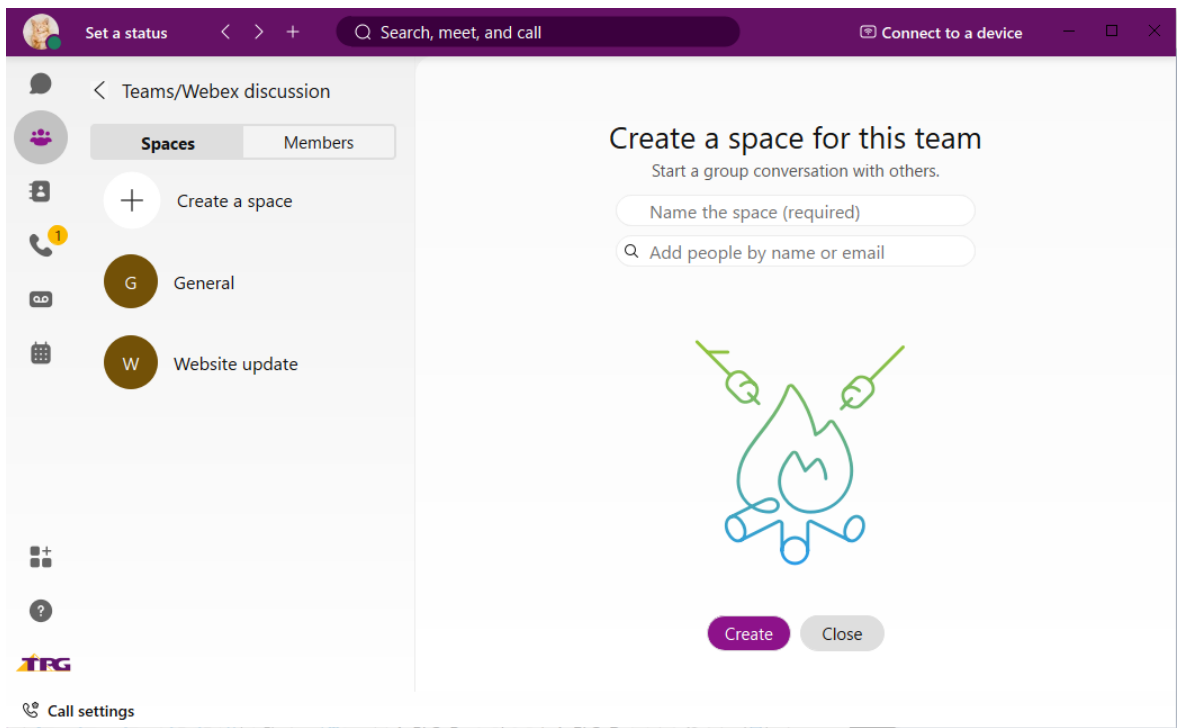 Set a status
Search, meet, and call
Connect to a device
Teams/Webex discussion
Spaces
Members
Create a space
G
General
W
Website update
1
Create a space for this team
Start a group conversation with others.
Name the space (required)
Add people by name or email
Create
Close
?
TPG
Call settings